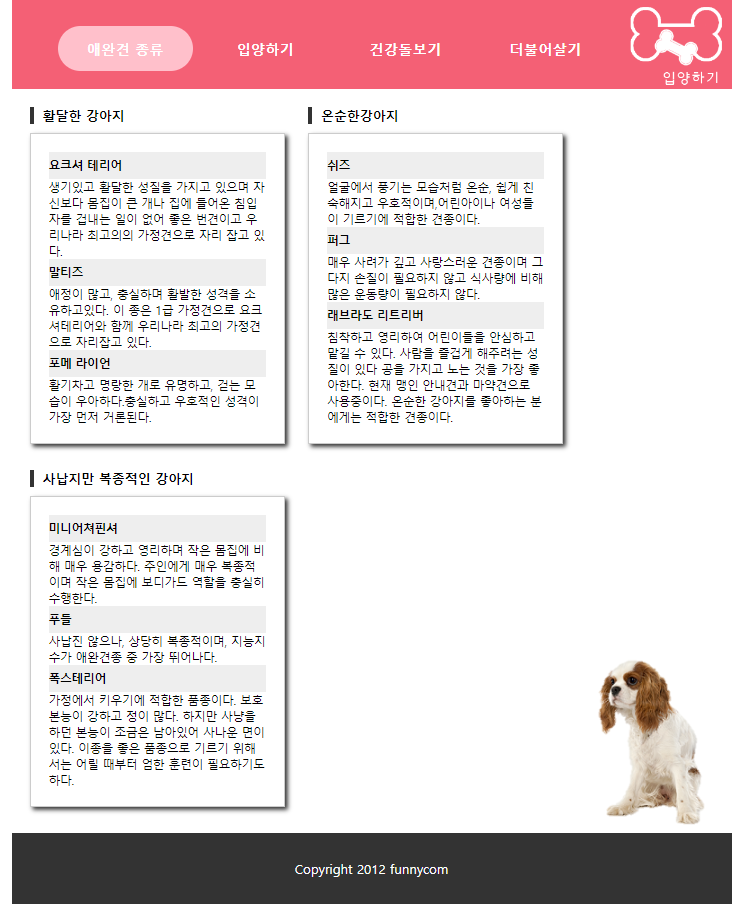 애완견 종류 입양하기 건강돌보기 더불어살기
입양하기
활달한 강아지
요크셔 테리어
생기있고 활달한 성질을 가지고 있으며 자
신보다 몸집이 큰 개나 집에 들어온 침입
자를 겁내는 일이 없어 좋은 번견이고 우
리나라 최고의의 가정견으로 자리 잡고 있
다.
말티즈
애정이 많고, 충실하며 활발한 성격을 소
유하고있다. 이 종은 1급 가정견으로 요크
셔테리어와 함께 우리나라 최고의 가정견
으로 자리잡고 있다.
포메 라이언
활기차고 명랑한 개로 유명하고, 걷는 모
습이 우아하다.충실하고 우호적인 성격이
가장 먼저 거론된다.
온순한강아지
쉬즈
얼굴에서 풍기는 모습처럼 온순, 쉽게 친
숙해지고 우호적이며,어린아이나 여성들
이 기르기에 적합한 견종이다.
퍼그
매우 사려가 깊고 사랑스러운 견종이며 그
다지 손질이 필요하지 않고 식사량에 비해
많은 운동량이 필요하지 않다.
래브라도 리트리버
침착하고 영리하여 어린이들을 안심하고
맡길 수 있다. 사람을 즐겁게 해주려는 성
질이 있다 공을 가지고 노는 것을 가장 좋
아한다. 현재 맹인 안내견과 마약견으로
사용중이다. 온순한 강아지를 좋아하는 분
에게는 적합한 견종이다.
사납지만 복종적인 강아지
미니어쳐핀셔
경계심이 강하고 영리하며 작은 몸집에 비
해 매우 용감하다. 주인에게 매우 복종적
이며 작은 몸집에 보디가드 역할을 충실히
수행한다.
푸들
사납진 않으나, 상당히 복종적이며, 지능지
수가 애완견종 중 가장 뛰어나다.
폭스테리어
가정에서 키우기에 적합한 품종이다. 보호
본능이 강하고 정이 많다. 하지만 사냥을
하던 본능이 조금은 남아있어 사나운 면이
있다. 이종을 좋은 품종으로 기르기 위해
서는 어릴 때부터 엄한 훈련이 필요하기도
하다.
Copyright 2012 funnycom